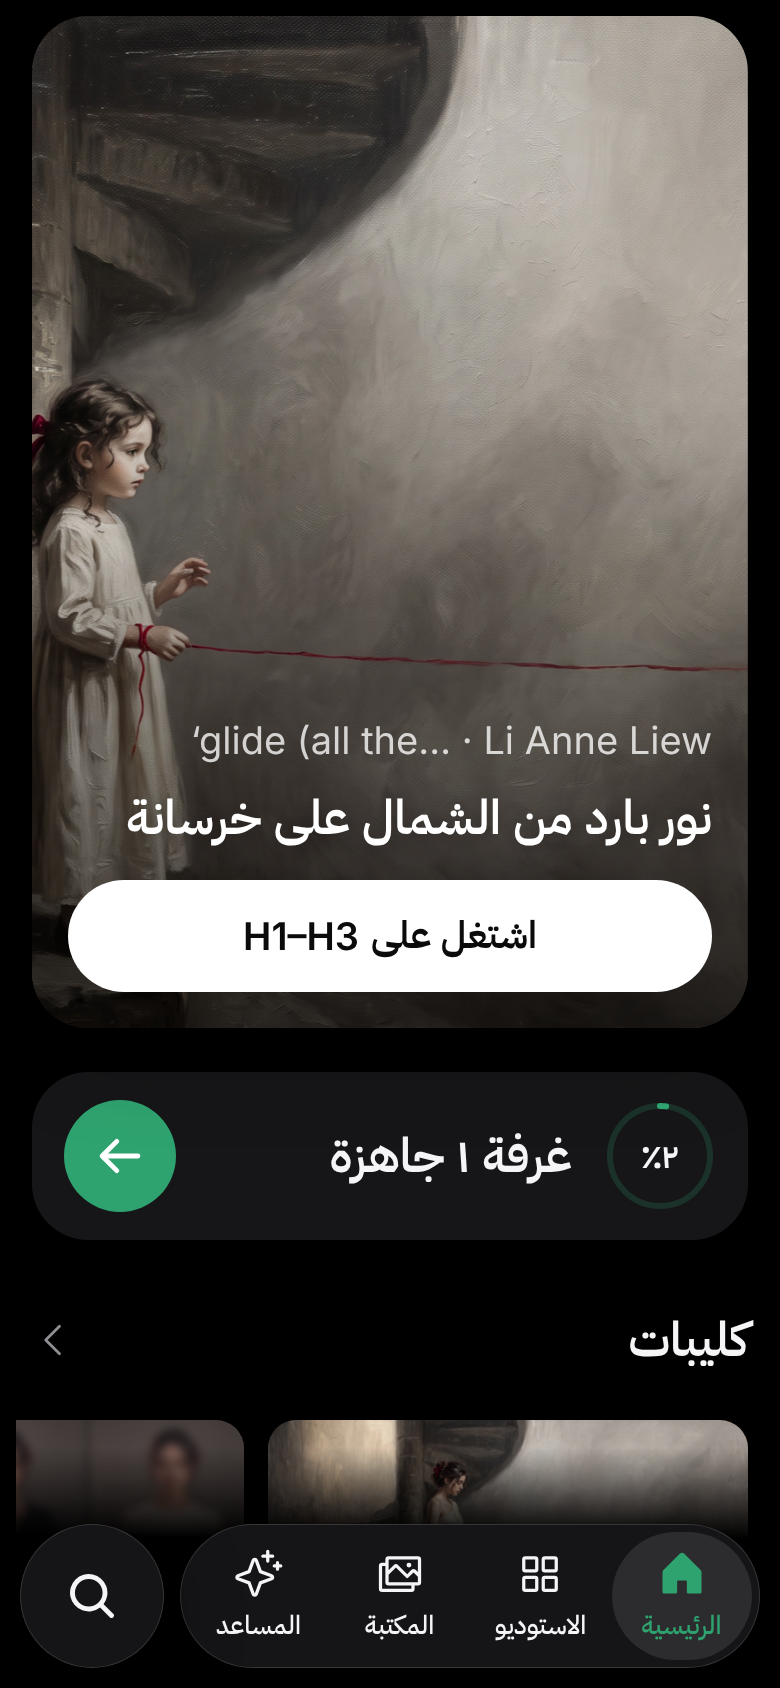 ‘glide (all the... · Li Anne Liew
نور بارد من الشمال على خرسانة
اشتغل على H1–H3
٪٢
غرفة ١ جاهزة
كليبات
الرئيسية
الاستوديو
المكتبة
المساعد